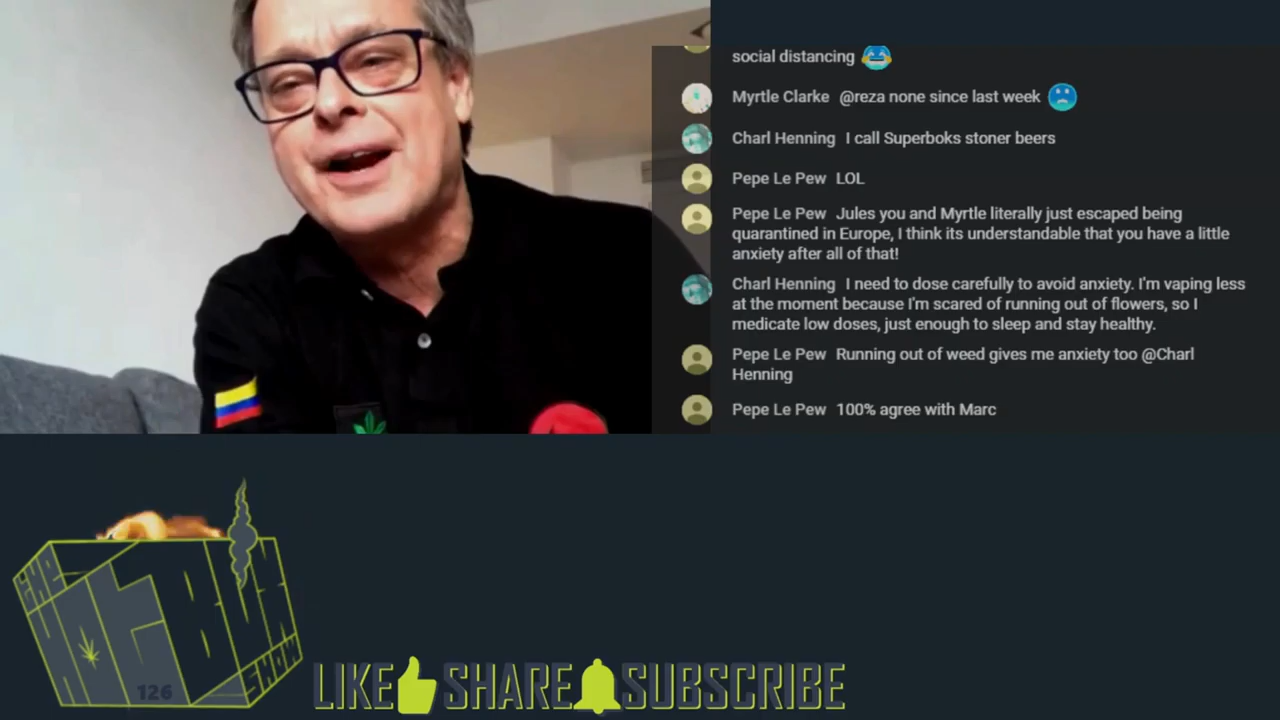 social distancing
Myrtle Clarke @reza none since last week
Charl Henning I call Superboks stoner beers
Pepe Le Pew LOL
Pepe Le Pew Jules you and Myrtle literally just escaped being
quarantined in Europe, I think its understandable that you have a little
anxiety after all of that!
Charl Henning I need to dose carefully to avoid anxiety. I'm vaping less
at the moment because I'm scared of running out of flowers, so I
medicate low doses, just enough to sleep and stay healthy.
Pepe Le Pew Running out of weed gives me anxiety too @Charl
Henning
Pepe Le Pew 100% agree with Marc
THE
HOT BOX
SHOW
126
LIKE SHARE SUBSCRIBE